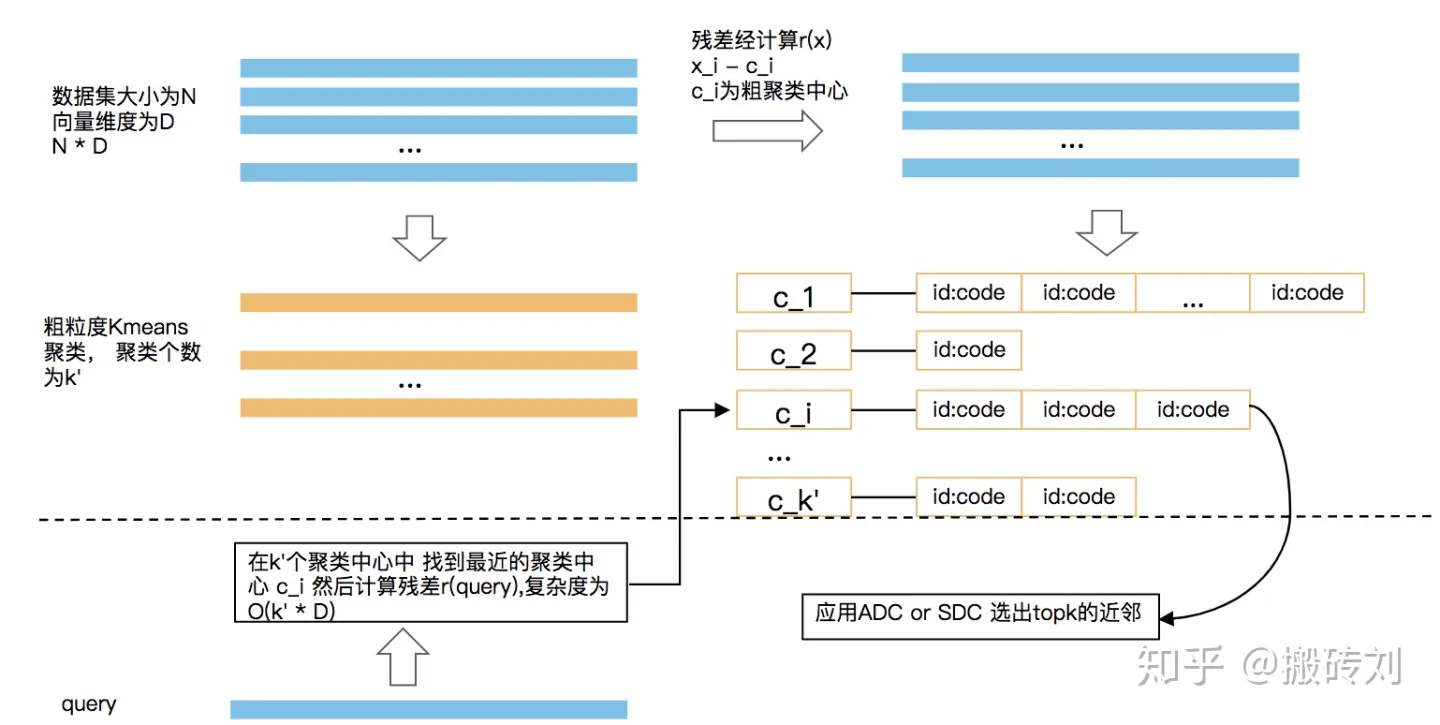 数据集大小为N
向量维度为D
N * D
...
残差经计算r(x)
x_i - c_i
c_i为粗聚类中心
...
粗粒度Kmeans
聚类， 聚类个数
为k'
...
c_1 id:code id:code ... id:code
c_2 id:code
c_i id:code id:code id:code
...
c_k' id:code id:code
在k'个聚类中心中 找到最近的聚类中
心 c_i 然后计算残差r(query),复杂度为
O(k' * D)
应用ADC or SDC 选出topk的近邻
query
知乎 @搬砖刘